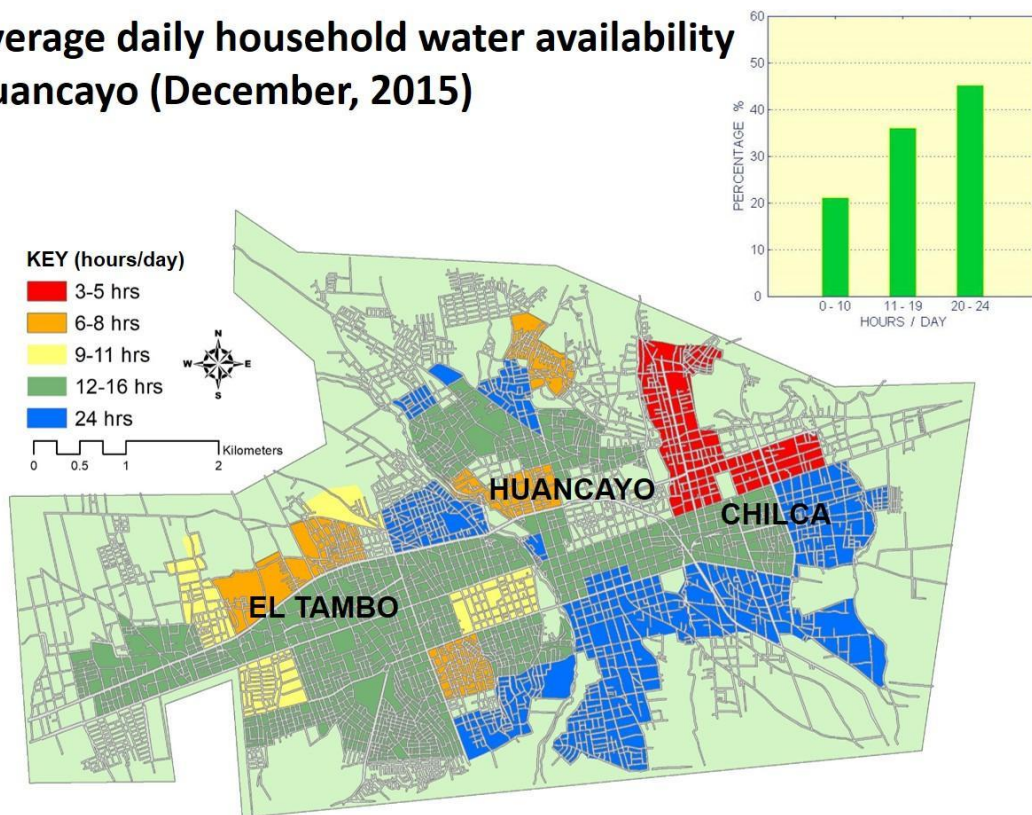 verage daily household water availability
uancayo (December, 2015)
60
50
40
30
20
10
0
PERCENTAGE %
0 - 10
11 - 19
20 - 24
HOURS / DAY
KEY (hours/day)
3-5 hrs
6-8 hrs
9-11 hrs
12-16 hrs
24 hrs
N
W
E
S
Kilometers
0
0.5
1
2
HUANCAYO
CHILCA
EL TAMBO